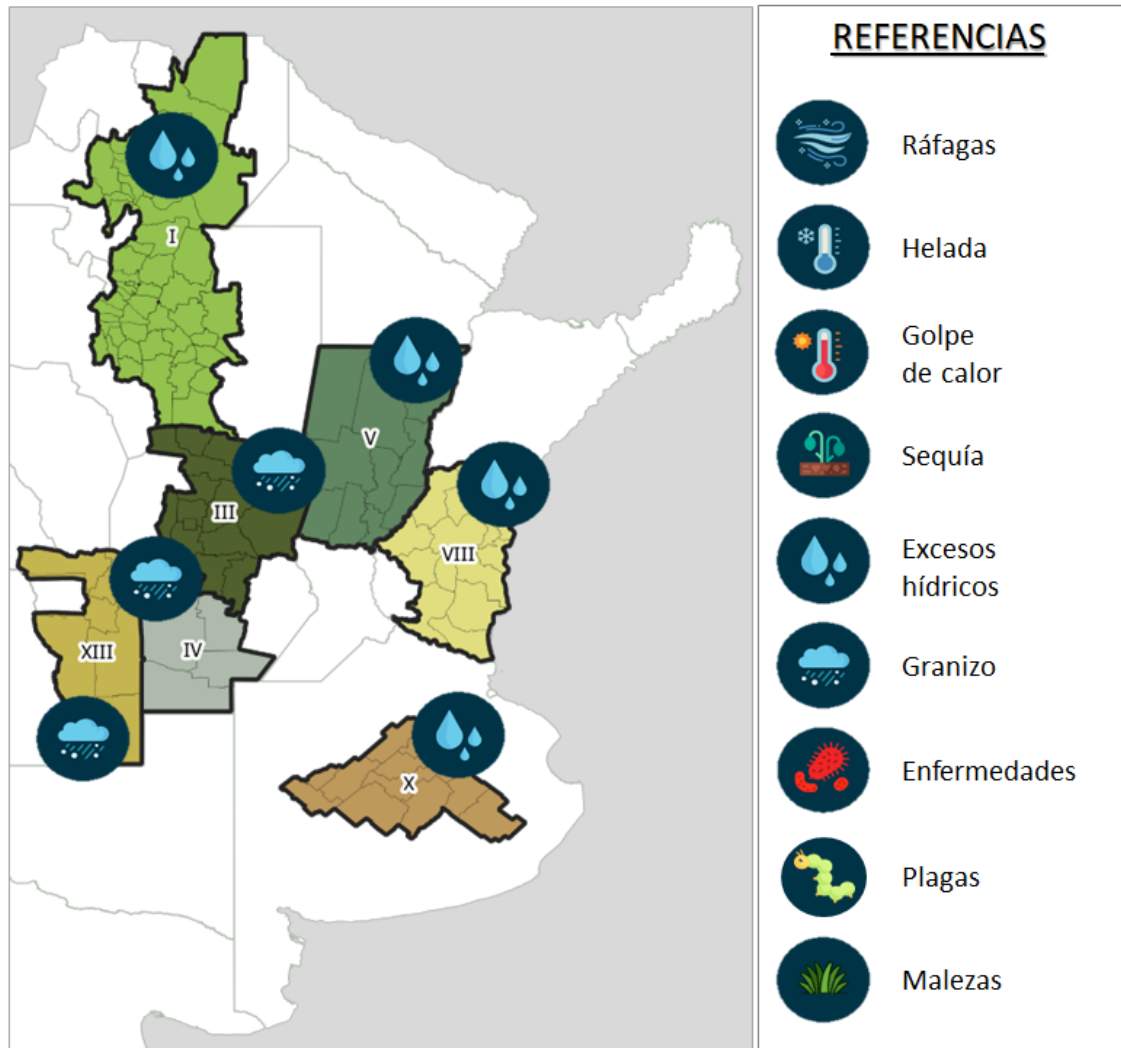 REFERENCIAS
Ráfagas
Helada
Golpe
de calor
Sequía
Excesos
hídricos
Granizo
Enfermedades
Plagas
Malezas
I
V
III
VIII
XIII
IV
X